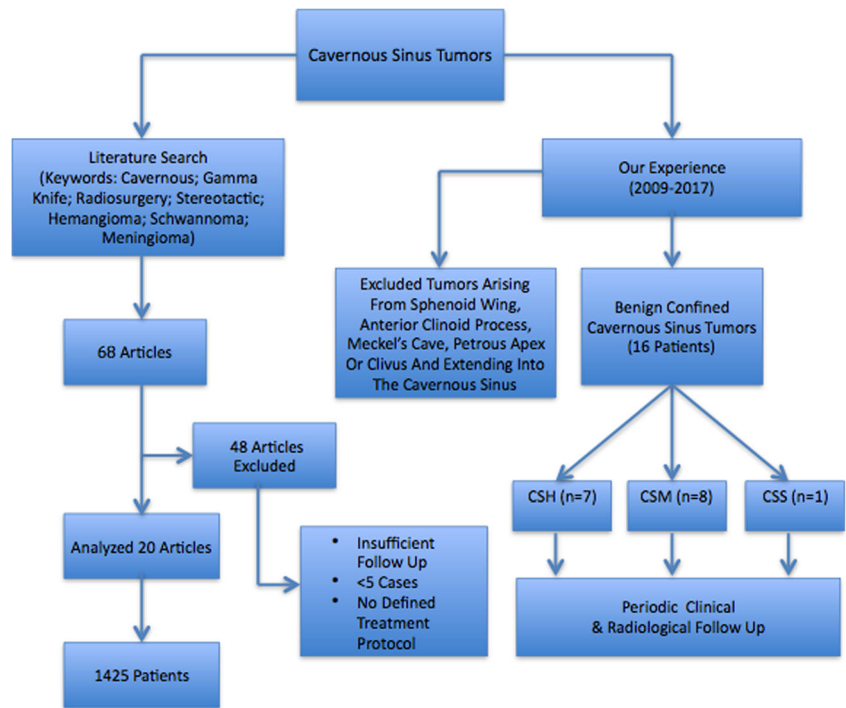 Cavernous Sinus Tumors
Literature Search
(Keywords: Cavernous; Gamma
Knife; Radiosurgery; Stereotactic;
Hemangioma; Schwannoma;
Meningioma)
68 Articles
48 Articles
Excluded
Analyzed 20 Articles
• Insufficient
Follow Up
• <5 Cases
• No Defined
Treatment
Protocol
1425 Patients
Our Experience
(2009-2017)
Excluded Tumors Arising
From Sphenoid Wing,
Anterior Clinoid Process,
Meckel's Cave, Petrous Apex
Or Clivus And Extending Into
The Cavernous Sinus
Benign Confined
Cavernous Sinus Tumors
(16 Patients)
CSH (n=7)
CSM (n=8)
CSS (n=1)
Periodic Clinical
& Radiological Follow Up